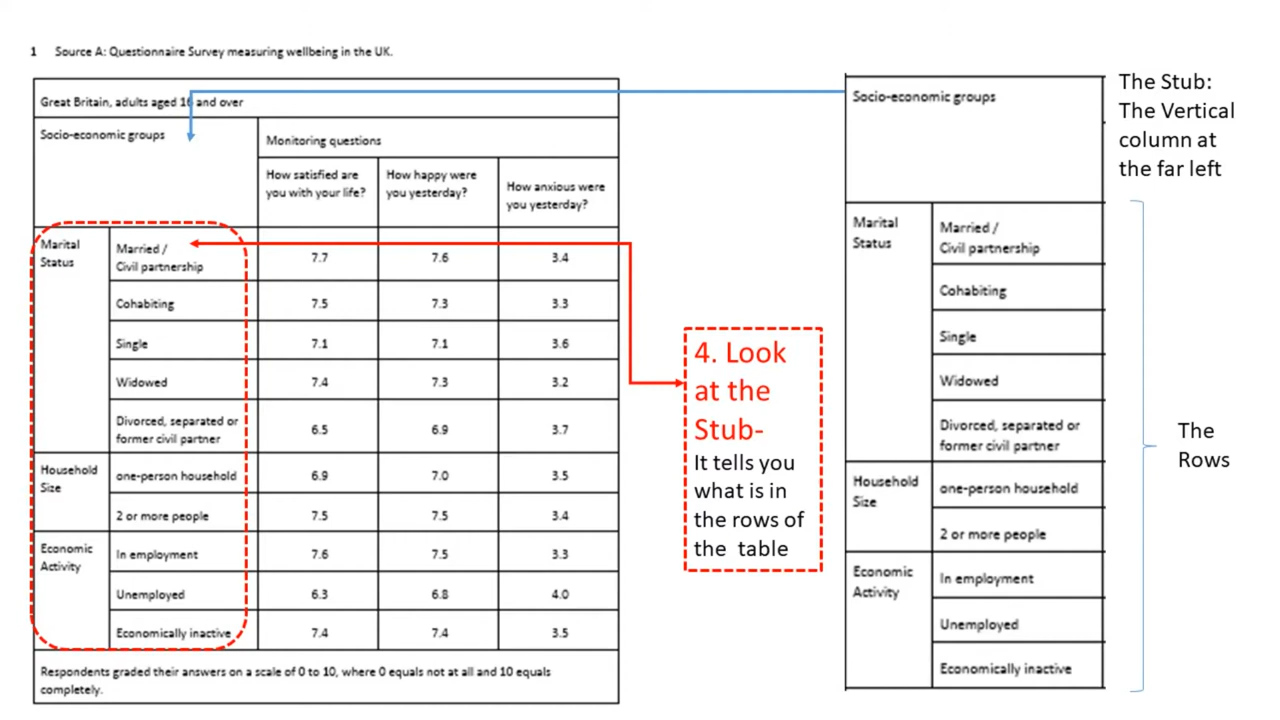 1 Source A: Questionnaire Survey measuring wellbeing in the UK.
Great Britain, adults aged 16 and over
Socio-economic groups
Monitoring questions
How satisfied are
you with your life?
How happy were
you yesterday?
How anxious were
you yesterday?
Marital
Status
Married /
Civil partnership
7.7 7.6 3.4
Cohabiting 7.5 7.3 3.3
Single 7.1 7.1 3.6
Widowed 7.4 7.3 3.2
Divorced, separated or
former civil partner
6.5 6.9 3.7
Household
Size
one-person household 6.9 7.0 3.5
2 or more people 7.5 7.5 3.4
Economic
Activity
In employment 7.6 7.5 3.3
Unemployed 6.3 6.8 4.0
Economically inactive 7.4 7.4 3.5
Respondents graded their answers on a scale of 0 to 10, where 0 equals not at all and 10 equals
completely.
4. Look
at the
Stub-
It tells you
what is in
the rows of
the table
Socio-economic groups
Marital
Status
Married /
Civil partnership
Cohabiting
Single
Widowed
Divorced, separated or
former civil partner
Household
Size
one-person household
2 or more people
Economic
Activity
In employment
Unemployed
Economically inactive
The Stub:
The Vertical
column at
the far left
The
Rows